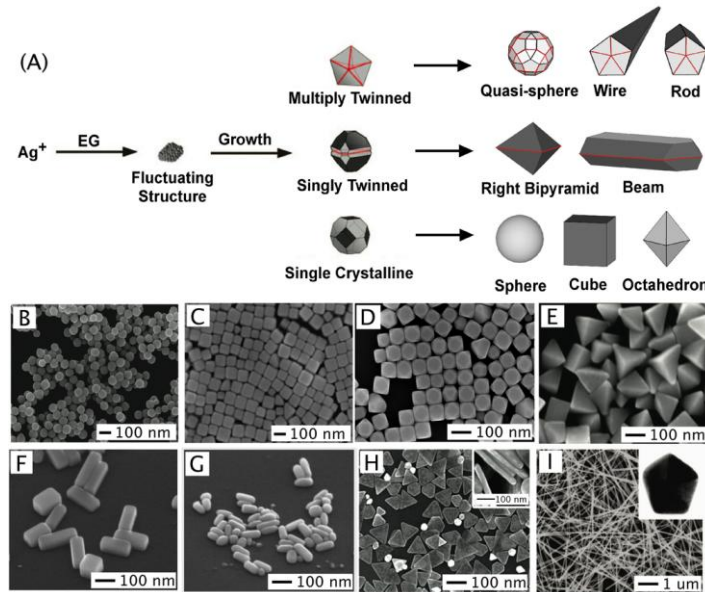 (A)
Multiply Twinned
Quasi-sphere
Wire
Rod
Ag+
EG
Growth
Fluctuating
Structure
Singly Twinned
Right Bipyramid
Beam
Single Crystalline
Sphere
Cube
Octahedron
B
100 nm
C
100 nm
D
100 nm
E
100 nm
F
100 nm
G
100 nm
H
100 nm
100 nm
I
1 um